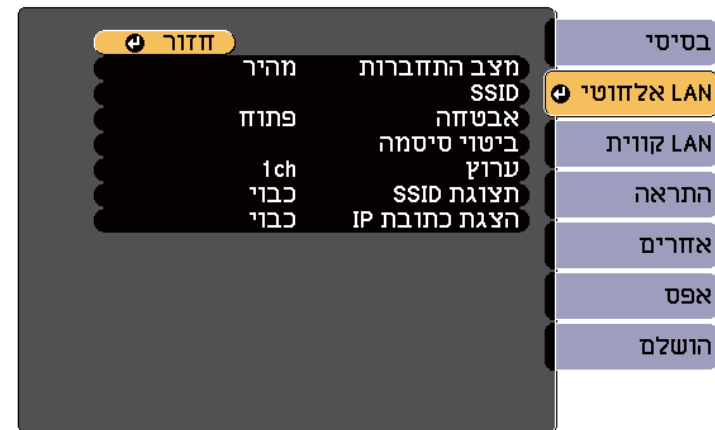 בסיסי
LAN אלחוטי
LAN קווית
התראה
אחרים
אפס
הושלם
חזור
מצב התחברות מהיר
SSID
אבטחה פתוח
ביטוי סיסמה
ערוץ 1ch
תצוגת SSID כבוי
הצגת כתובת IP כבוי